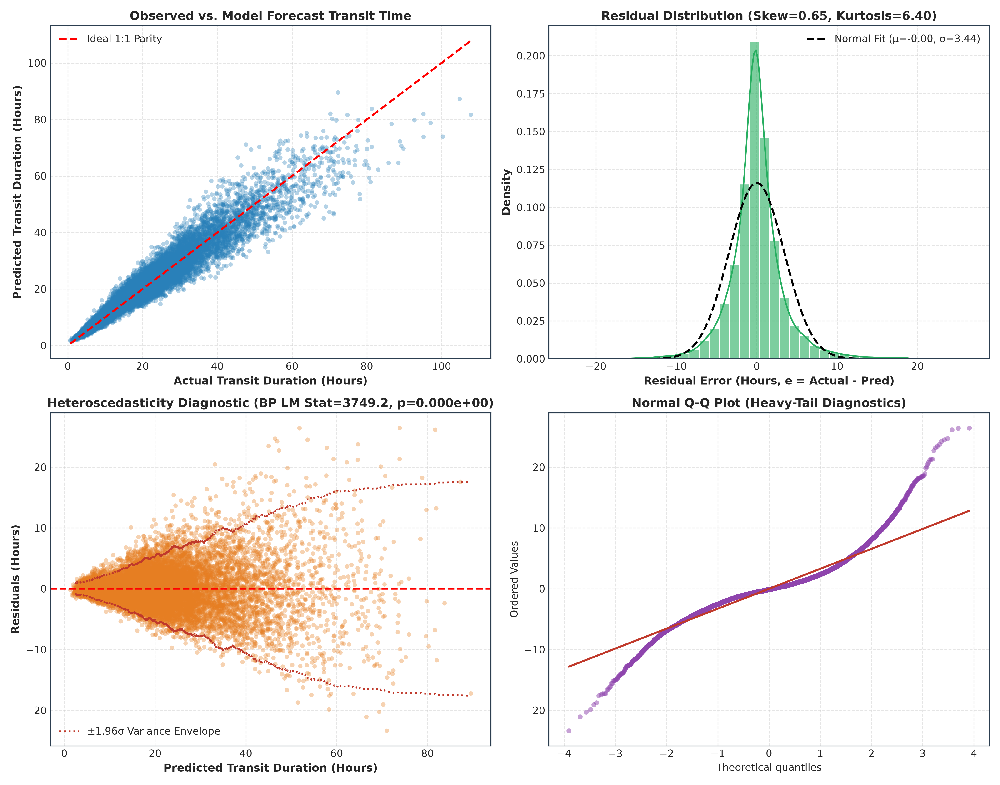 Observed vs. Model Forecast Transit Time
Ideal 1:1 Parity
Predicted Transit Duration (Hours)
100
80
60
40
20
0
0 20 40 60 80 100
Actual Transit Duration (Hours)
Residual Distribution (Skew=0.65, Kurtosis=6.40)
Normal Fit (μ=-0.00, σ=3.44)
Density
0.200
0.175
0.150
0.125
0.100
0.075
0.050
0.025
0.000
−20 −10 0 10 20
Residual Error (Hours, e = Actual - Pred)
Heteroscedasticity Diagnostic (BP LM Stat=3749.2, p=0.000e+00)
Residuals (Hours)
20
10
0
−10
−20
±1.96σ Variance Envelope
0 20 40 60 80
Predicted Transit Duration (Hours)
Normal Q-Q Plot (Heavy-Tail Diagnostics)
Ordered Values
20
10
0
−10
−20
−4 −3 −2 −1 0 1 2 3 4
Theoretical quantiles